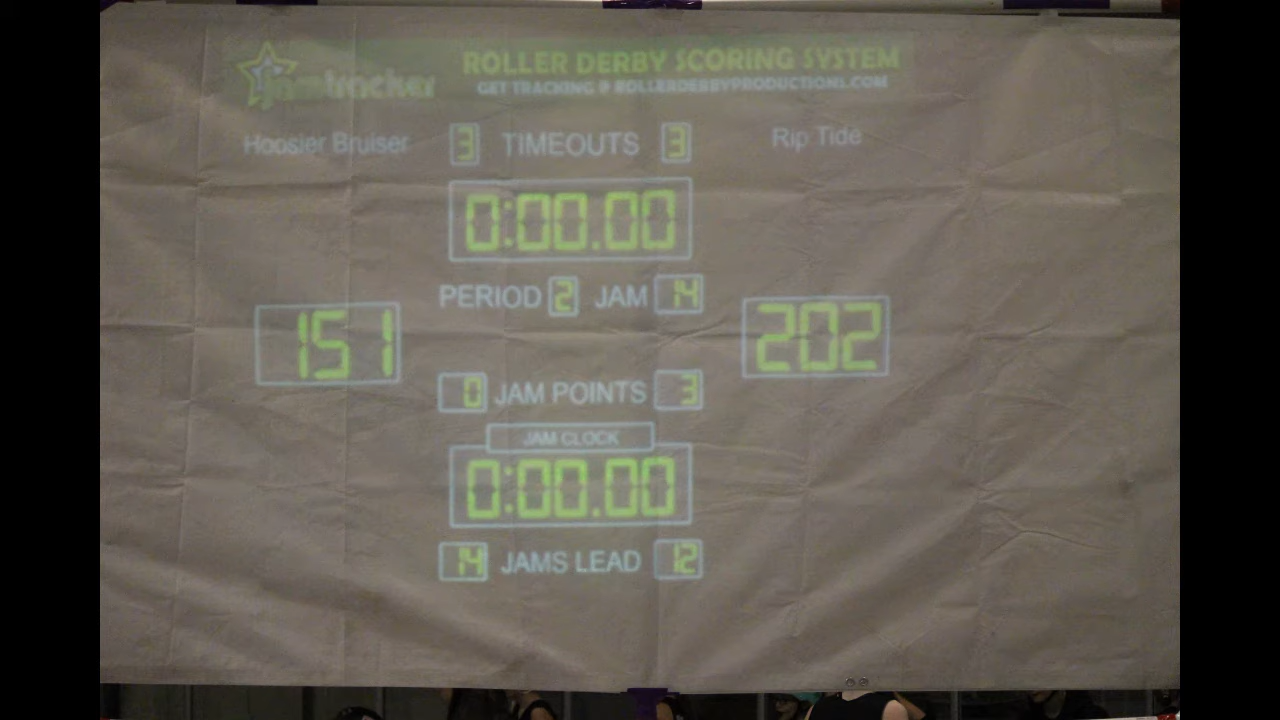 jamtracker
ROLLER DERBY SCORING SYSTEM
GET TRACKING @ ROLLERDERBYPRODUCTIONS.COM
Hoosier Bruiser 3 TIMEOUTS 3 Rip Tide
0:00.00
PERIOD 2 JAM 14
151 202
0 JAM POINTS 3
JAM CLOCK
0:00.00
14 JAMS LEAD 12